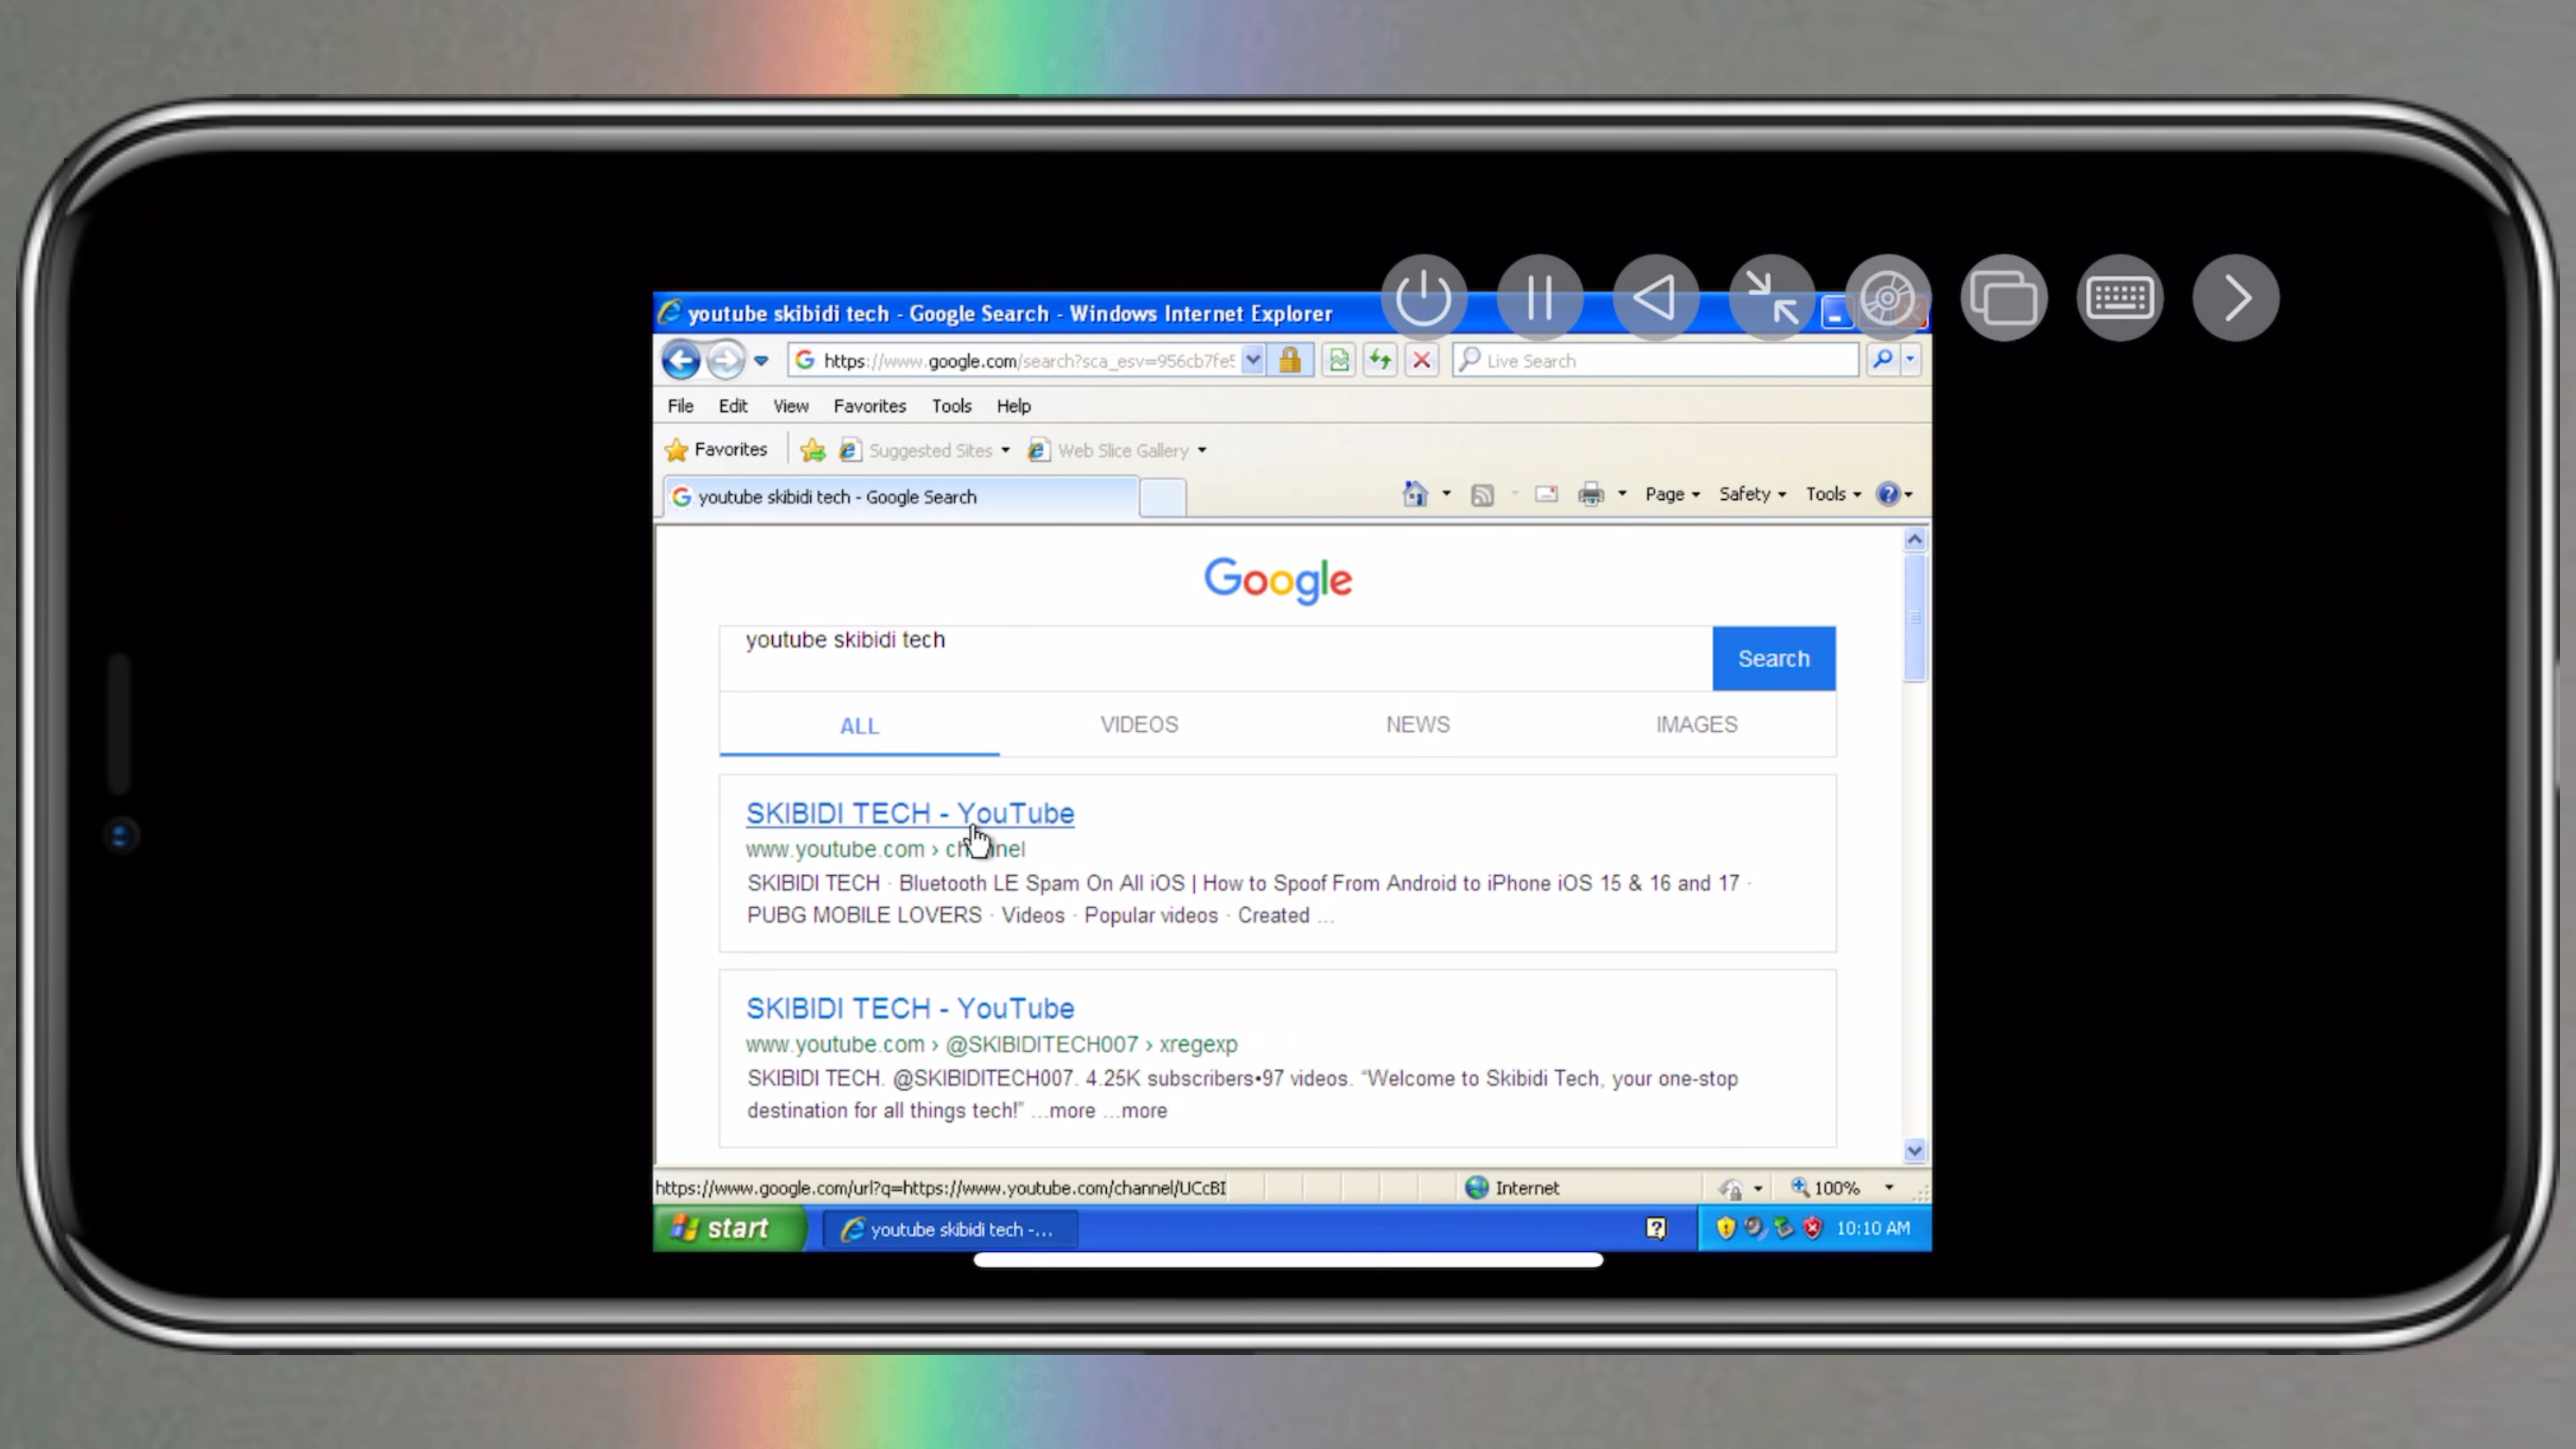 youtube skibidi tech - Google Search - Windows Internet Explorer
https://www.google.com/search?sca_esv=956cb7fe5
Live Search
File Edit View Favorites Tools Help
Favorites Suggested Sites Web Slice Gallery
youtube skibidi tech - Google Search
Page Safety Tools
Google
youtube skibidi tech
Search
ALL VIDEOS NEWS IMAGES
SKIBIDI TECH - YouTube
www.youtube.com › channel
SKIBIDI TECH · Bluetooth LE Spam On All iOS | How to Spoof From Android to iPhone iOS 15 & 16 and 17 ·
PUBG MOBILE LOVERS · Videos · Popular videos · Created ...
SKIBIDI TECH - YouTube
www.youtube.com › @SKIBIDITECH007 › xregexp
SKIBIDI TECH. @SKIBIDITECH007. 4.25K subscribers•97 videos. “Welcome to Skibidi Tech, your one-stop
destination for all things tech!” ...more ...more
https://www.google.com/url?q=https://www.youtube.com/channel/UCcBI
Internet
100%
start
youtube skibidi tech -...
10:10 AM